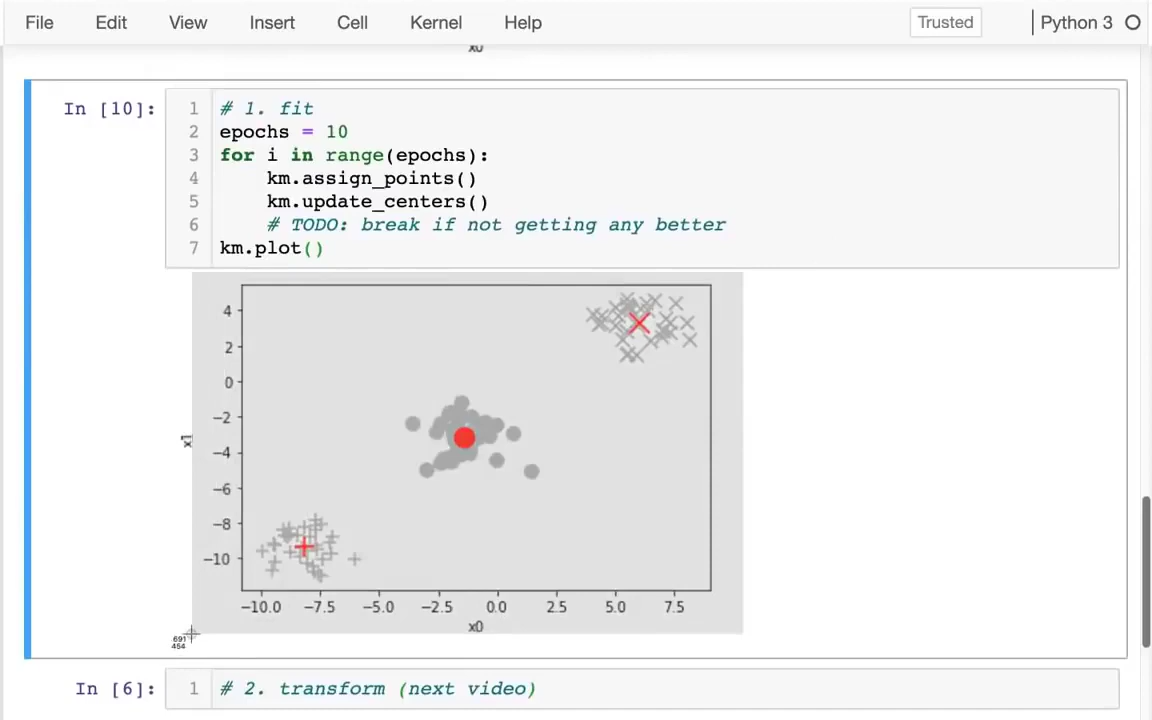 File Edit View Insert Cell Kernel Help Trusted Python 3
x0
In [10]:
1 # 1. fit
2 epochs = 10
3 for i in range(epochs):
4     km.assign_points()
5     km.update_centers()
6     # TODO: break if not getting any better
7 km.plot()
4
2
0
−2
−4
−6
−8
−10
x1
−10.0 −7.5 −5.0 −2.5 0.0 2.5 5.0 7.5
x0
691
454
In [6]: 1 # 2. transform (next video)